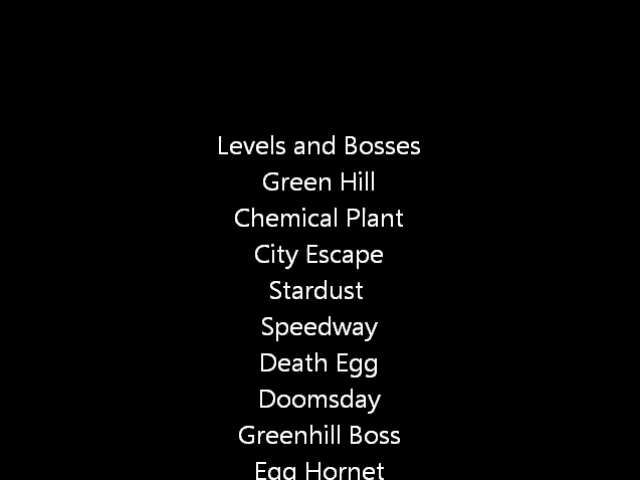 Levels and Bosses
Green Hill
Chemical Plant
City Escape
Stardust
Speedway
Death Egg
Doomsday
Greenhill Boss
Egg Hornet